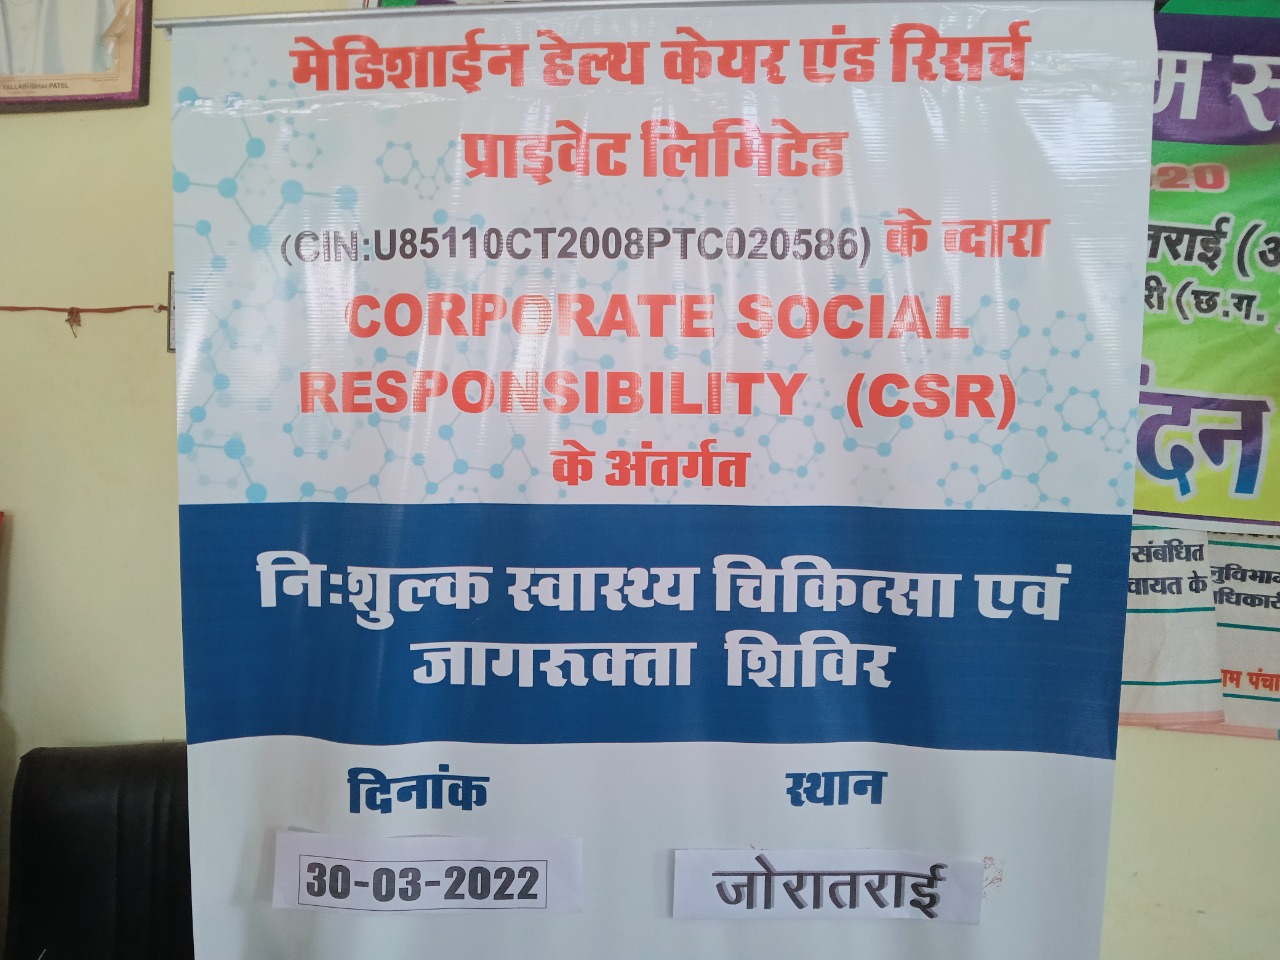 मेडिशाईन हेल्थ केयर एंड रिसर्च
प्राइवेट लिमिटेड
(CIN:U85110CT2008PTC020586) के व्दारा
CORPORATE SOCIAL
RESPONSIBILITY (CSR)
के अंतर्गत
नि:शुल्क स्वास्थ्य चिकित्सा एवं
जागरूक्ता शिविर
दिनांक स्थान
30-03-2022 जोरातराई
VALLABHBHAI PATEL
म स
-20
तराई (अ
री (छ.ग.
दन
संबंधित
चायत के
नुविभाग
धिकारी
ाम पंचा